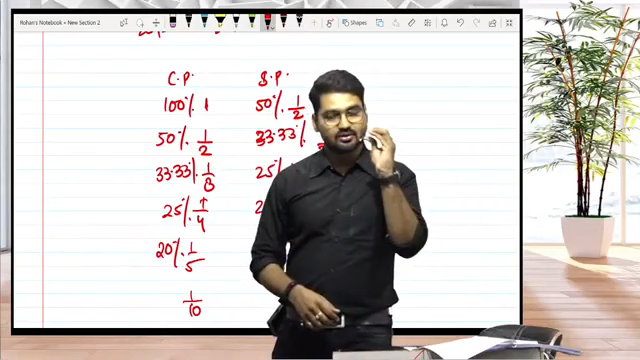 Rohan's Notebook » New Section 2
Shapes
C.P. S.P.
100% 1 50% 1/2
50% 1/2 33.33%
33.33% 1/3 25%
25% 1/4 2
20% 1/5
1/10